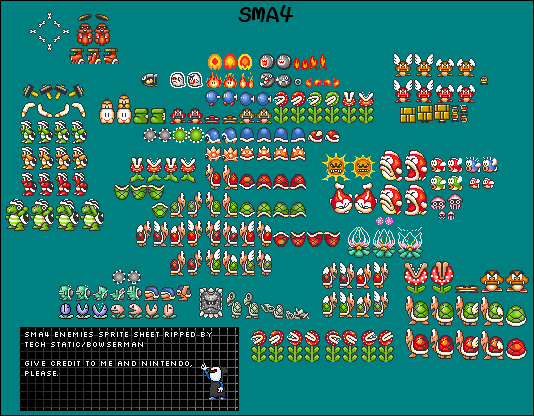 SMA4
SMA4 ENEMIES SPRITE SHEET RIPPED BY
TECH STATIC/BOWSERMAN
GIVE CREDIT TO ME AND NINTENDO,
PLEASE.